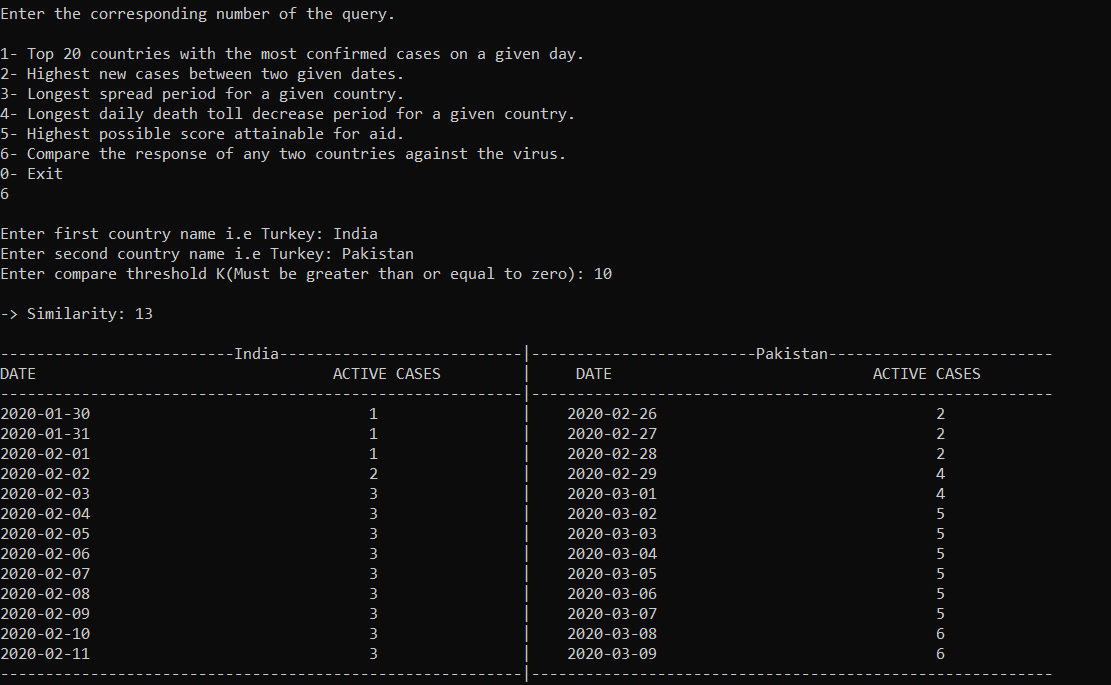 Enter the corresponding number of the query.
1- Top 20 countries with the most confirmed cases on a given day.
2- Highest new cases between two given dates.
3- Longest spread period for a given country.
4- Longest daily death toll decrease period for a given country.
5- Highest possible score attainable for aid.
6- Compare the response of any two countries against the virus.
0- Exit
6
Enter first country name i.e Turkey: India
Enter second country name i.e Turkey: Pakistan
Enter compare threshold K(Must be greater than or equal to zero): 10
-> Similarity: 13
--------------------------India---------------------------|-------------------------Pakistan-------------------------
DATE                                 ACTIVE CASES         |     DATE                             ACTIVE CASES
----------------------------------------------------------|----------------------------------------------------------
2020-01-30                               1                |    2020-02-26                               2
2020-01-31                               1                |    2020-02-27                               2
2020-02-01                               1                |    2020-02-28                               2
2020-02-02                               2                |    2020-02-29                               4
2020-02-03                               3                |    2020-03-01                               4
2020-02-04                               3                |    2020-03-02                               5
2020-02-05                               3                |    2020-03-03                               5
2020-02-06                               3                |    2020-03-04                               5
2020-02-07                               3                |    2020-03-05                               5
2020-02-08                               3                |    2020-03-06                               5
2020-02-09                               3                |    2020-03-07                               5
2020-02-10                               3                |    2020-03-08                               6
2020-02-11                               3                |    2020-03-09                               6
----------------------------------------------------------|----------------------------------------------------------